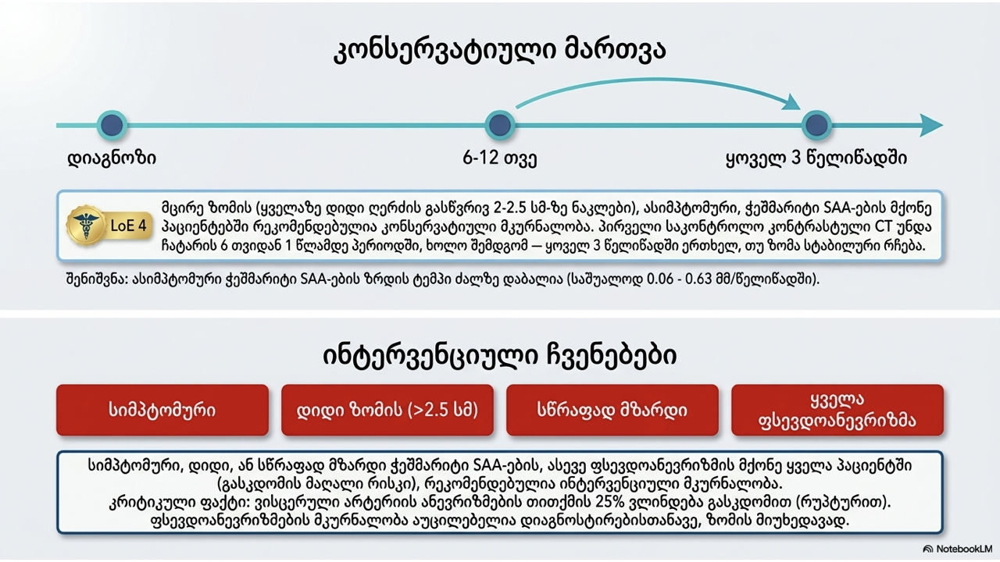 კონსერვატიული მართვა
დიაგნოზი
6-12 თვე
ყოველ 3 წელიწადში
LoE 4
მცირე ზომის (ყველაზე დიდი ღერძის გასწვრივ 2-2.5 სმ-ზე ნაკლები), ასიმპტომური, ჭეშმარიტი SAA-ების მქონე
პაციენტებში რეკომენდებულია კონსერვატიული მკურნალობა. პირველი საკონტროლო კონტრასტული CT უნდა
ჩატარის 6 თვიდან 1 წლამდე პერიოდში, ხოლო შემდგომ — ყოველ 3 წელიწადში ერთხელ, თუ ზომა სტაბილური რჩება.
შენიშვნა: ასიმპტომური ჭეშმარიტი SAA-ების ზრდის ტემპი ძალზე დაბალია (საშუალოდ 0.06 - 0.63 მმ/წელიწადში).
ინტერვენციული ჩვენებები
სიმპტომური
დიდი ზომის (>2.5 სმ)
სწრაფად მზარდი
ყველა
ფსევდოანევრიზმა
სიმპტომური, დიდი, ან სწრაფად მზარდი ჭეშმარიტი SAA-ების, ასევე ფსევდოანევრიზმის მქონე ყველა პაციენტში
(გასკდომის მაღალი რისკი), რეკომენდებულია ინტერვენციული მკურნალობა.
კრიტიკული ფაქტი: ვისცერული არტერიის ანევრიზმების თითქმის 25% ვლინდება გასკდომით (რუპტურით).
ფსევდოანევრიზმების მკურნალობა აუცილებელია დიაგნოსტირებისთანავე, ზომის მიუხედავად.
NotebookLM